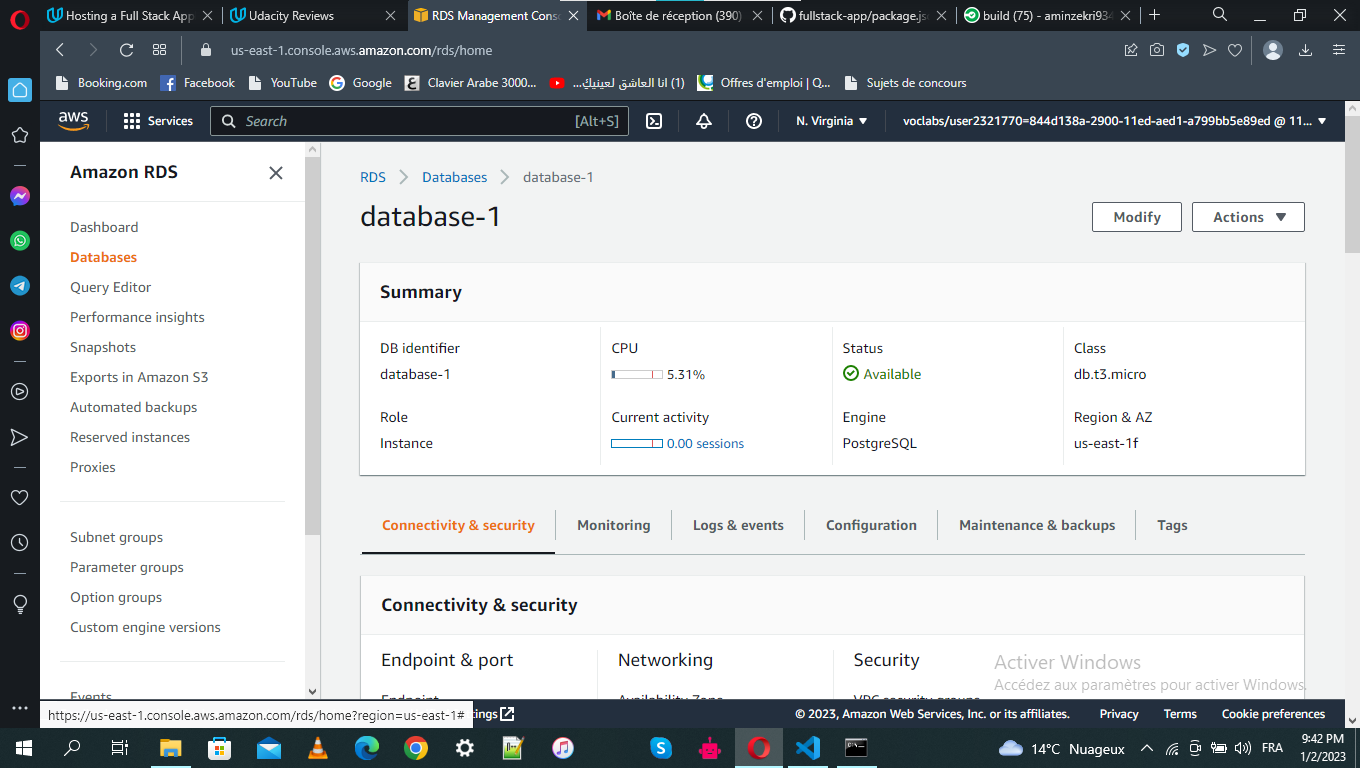 Hosting a Full Stack App
Udacity Reviews
RDS Management Cons
Boîte de réception (390)
fullstack-app/package.js
build (75) - aminzekri934
us-east-1.console.aws.amazon.com/rds/home
Booking.com
Facebook
YouTube
Google
Clavier Arabe 3000...
(1) انا العاشق لعينيكِ...
Offres d'emploi | Q...
Sujets de concours
aws
Services
Search
[Alt+S]
N. Virginia
voclabs/user2321770=844d138a-2900-11ed-aed1-a799bb5e89ed @ 11...
Amazon RDS
Dashboard
Databases
Query Editor
Performance insights
Snapshots
Exports in Amazon S3
Automated backups
Reserved instances
Proxies
Subnet groups
Parameter groups
Option groups
Custom engine versions
Events
RDS
Databases
database-1
database-1
Modify
Actions
Summary
DB identifier
database-1
CPU
5.31%
Status
Available
Class
db.t3.micro
Role
Instance
Current activity
0.00 sessions
Engine
PostgreSQL
Region & AZ
us-east-1f
Connectivity & security
Monitoring
Logs & events
Configuration
Maintenance & backups
Tags
Connectivity & security
Endpoint & port
Networking
Security
Endpoint
Availability Zone
VPC security groups
Activer Windows
Accédez aux paramètres pour activer Windows.
https://us-east-1.console.aws.amazon.com/rds/home?region=us-east-1#
tings
© 2023, Amazon Web Services, Inc. or its affiliates.
Privacy
Terms
Cookie preferences
14°C Nuageux
FRA
9:42 PM
1/2/2023